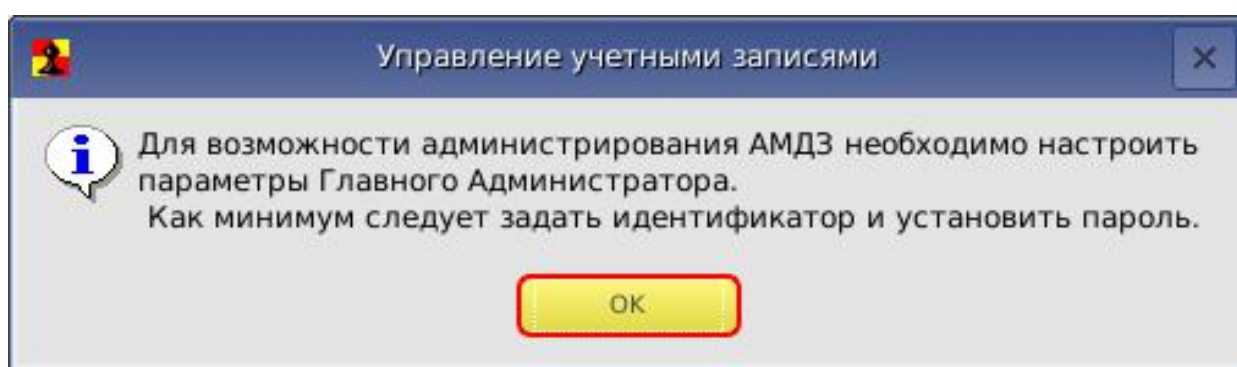 Управление учетными записями
Для возможности администрирования АМДЗ необходимо настроить
параметры Главного Администратора.
Как минимум следует задать идентификатор и установить пароль.
ОК